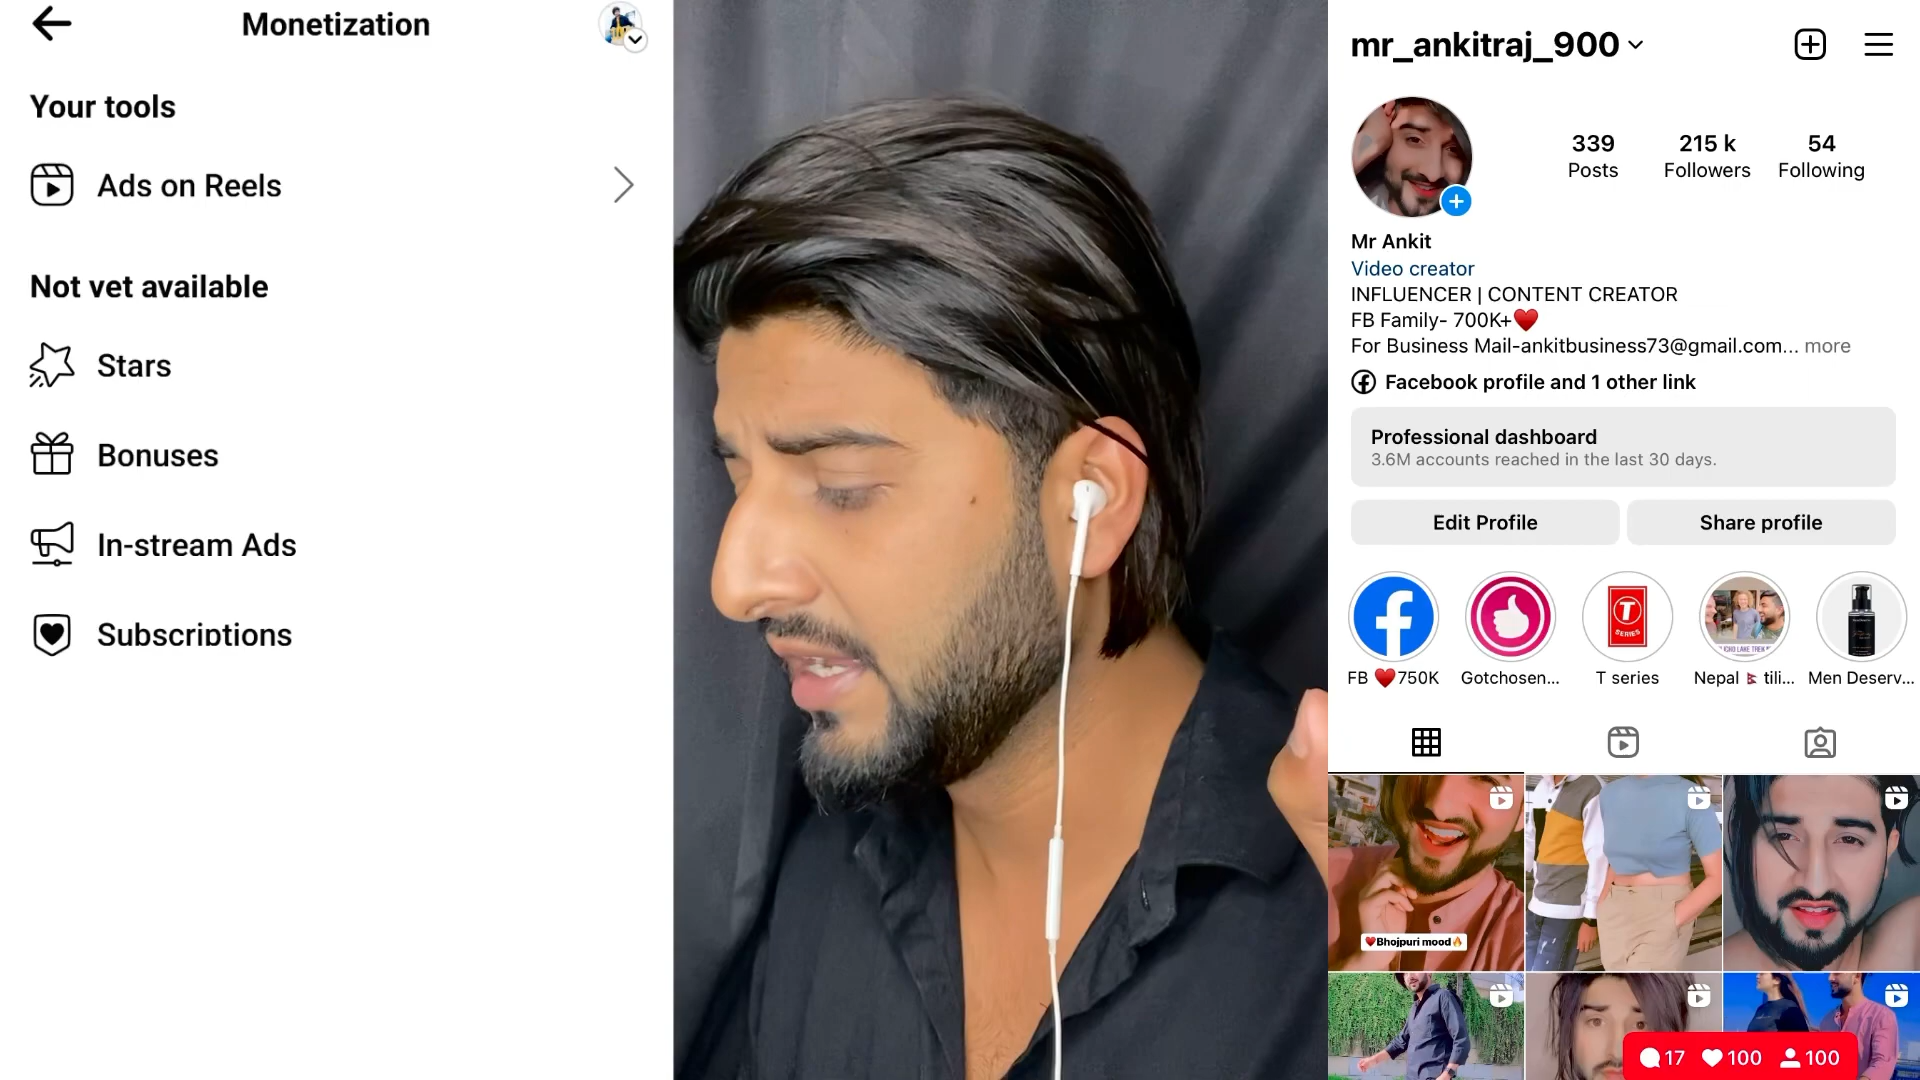 Monetization
Your tools
Ads on Reels
Not vet available
Stars
Bonuses
In-stream Ads
Subscriptions
mr_ankitraj_900
339
Posts
215 k
Followers
54
Following
Mr Ankit
Video creator
INFLUENCER | CONTENT CREATOR
FB Family- 700K+♥️
For Business Mail-ankitbusiness73@gmail.com... more
Facebook profile and 1 other link
Professional dashboard
3.6M accounts reached in the last 30 days.
Edit Profile
Share profile
T
SERIES
FB ♥️750K
Gotchosen...
T series
Nepal 🇳🇵 tili...
Men Deserv...
♥️Bhojpuri mood🔥
17 100 100